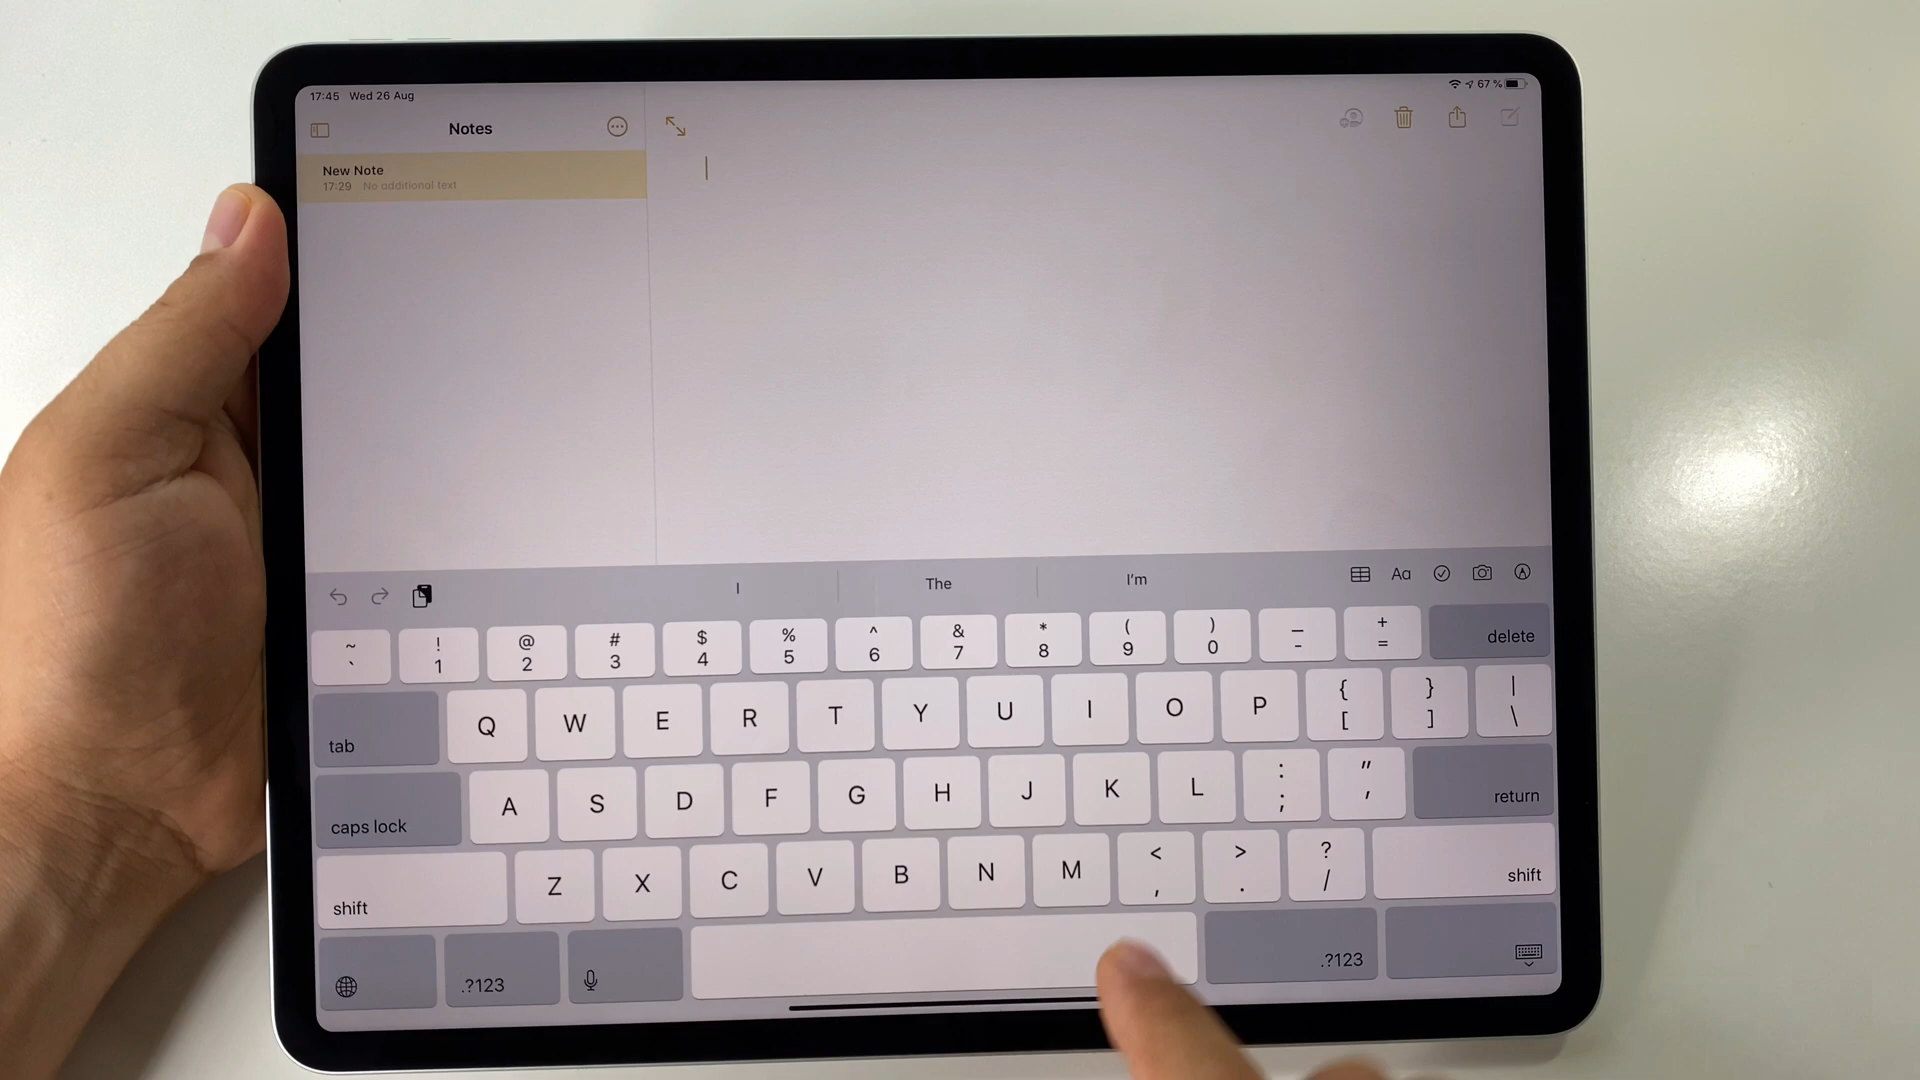 17:45 Wed 26 Aug
67 %
Notes
New Note
17:29 No additional text
I The I'm
Aa
~ ! @ # $ % ^ & * ( ) _ +
` 1 2 3 4 5 6 7 8 9 0 - = delete
tab Q W E R T Y U I O P { [ } ] | \
caps lock A S D F G H J K L : ; " ' return
shift Z X C V B N M < , > . ? / shift
.?123 .?123